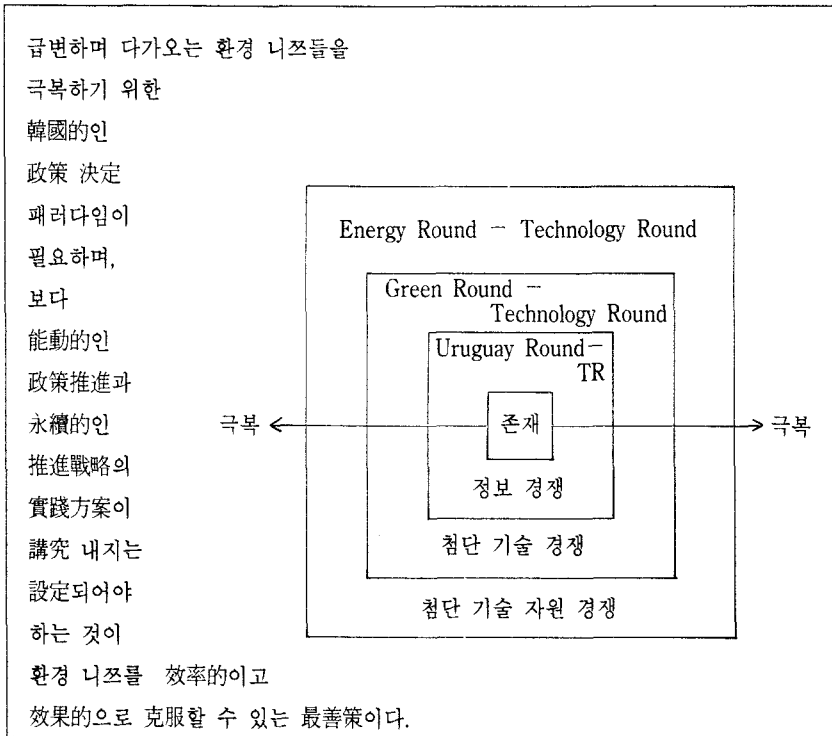 급변하며 다가오는 환경 니쯔들을
극복하기 위한
韓國的인
政策 決定
패러다임이
필요하며,
보다
能動的인
政策推進과
永續的인
推進戰略의
實踐方案이
講究 내지는
設定되어야
하는 것이
환경 니쯔를 效率的이고
效果的으로 克服할 수 있는 最善策이다.
Energy Round － Technology Round
Green Round －
Technology Round
Uruguay Round－
TR
극복
존재
극복
정보 경쟁
첨단 기술 경쟁
첨단 기술 자원 경쟁